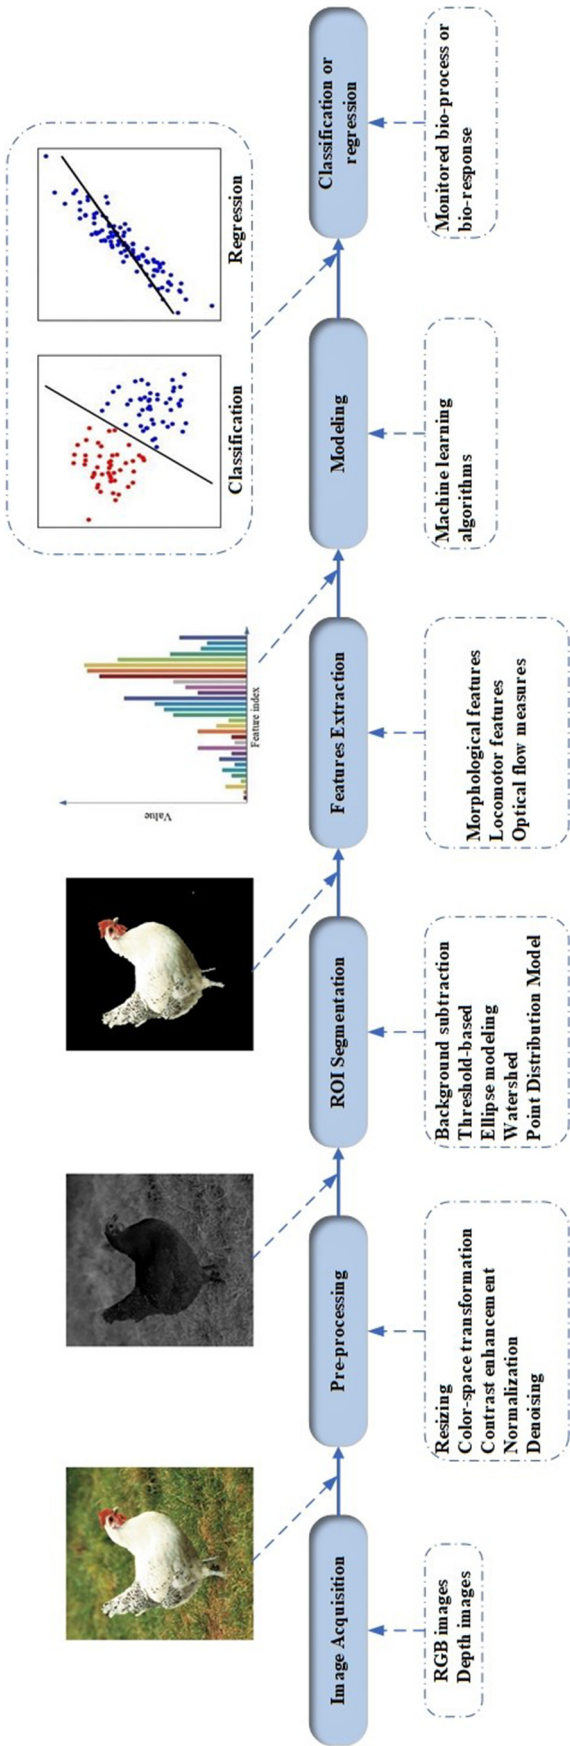 Classification
Regression
Value
Feature index
Image Acquisition
Pre-processing
ROI Segmentation
Features Extraction
Modeling
Classification or
regression
RGB images
Depth images
Resizing
Color-space transformation
Contrast enhancement
Normalization
Denoising
Background subtraction
Threshold-based
Ellipse modeling
Watershed
Point Distribution Model
Morphological features
Locomotor features
Optical flow measures
Machine learning
algorithms
Monitored bio-process or
bio-response